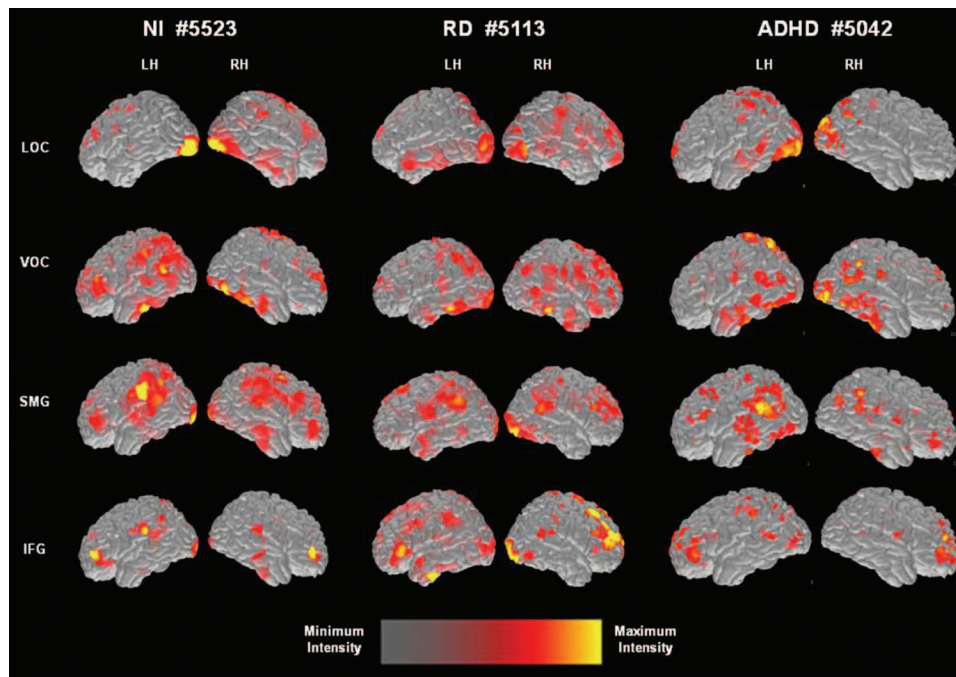 NI #5523 RD #5113 ADHD #5042
LH RH LH RH LH RH
LOC
VOC
SMG
IFG
Minimum Intensity Maximum Intensity